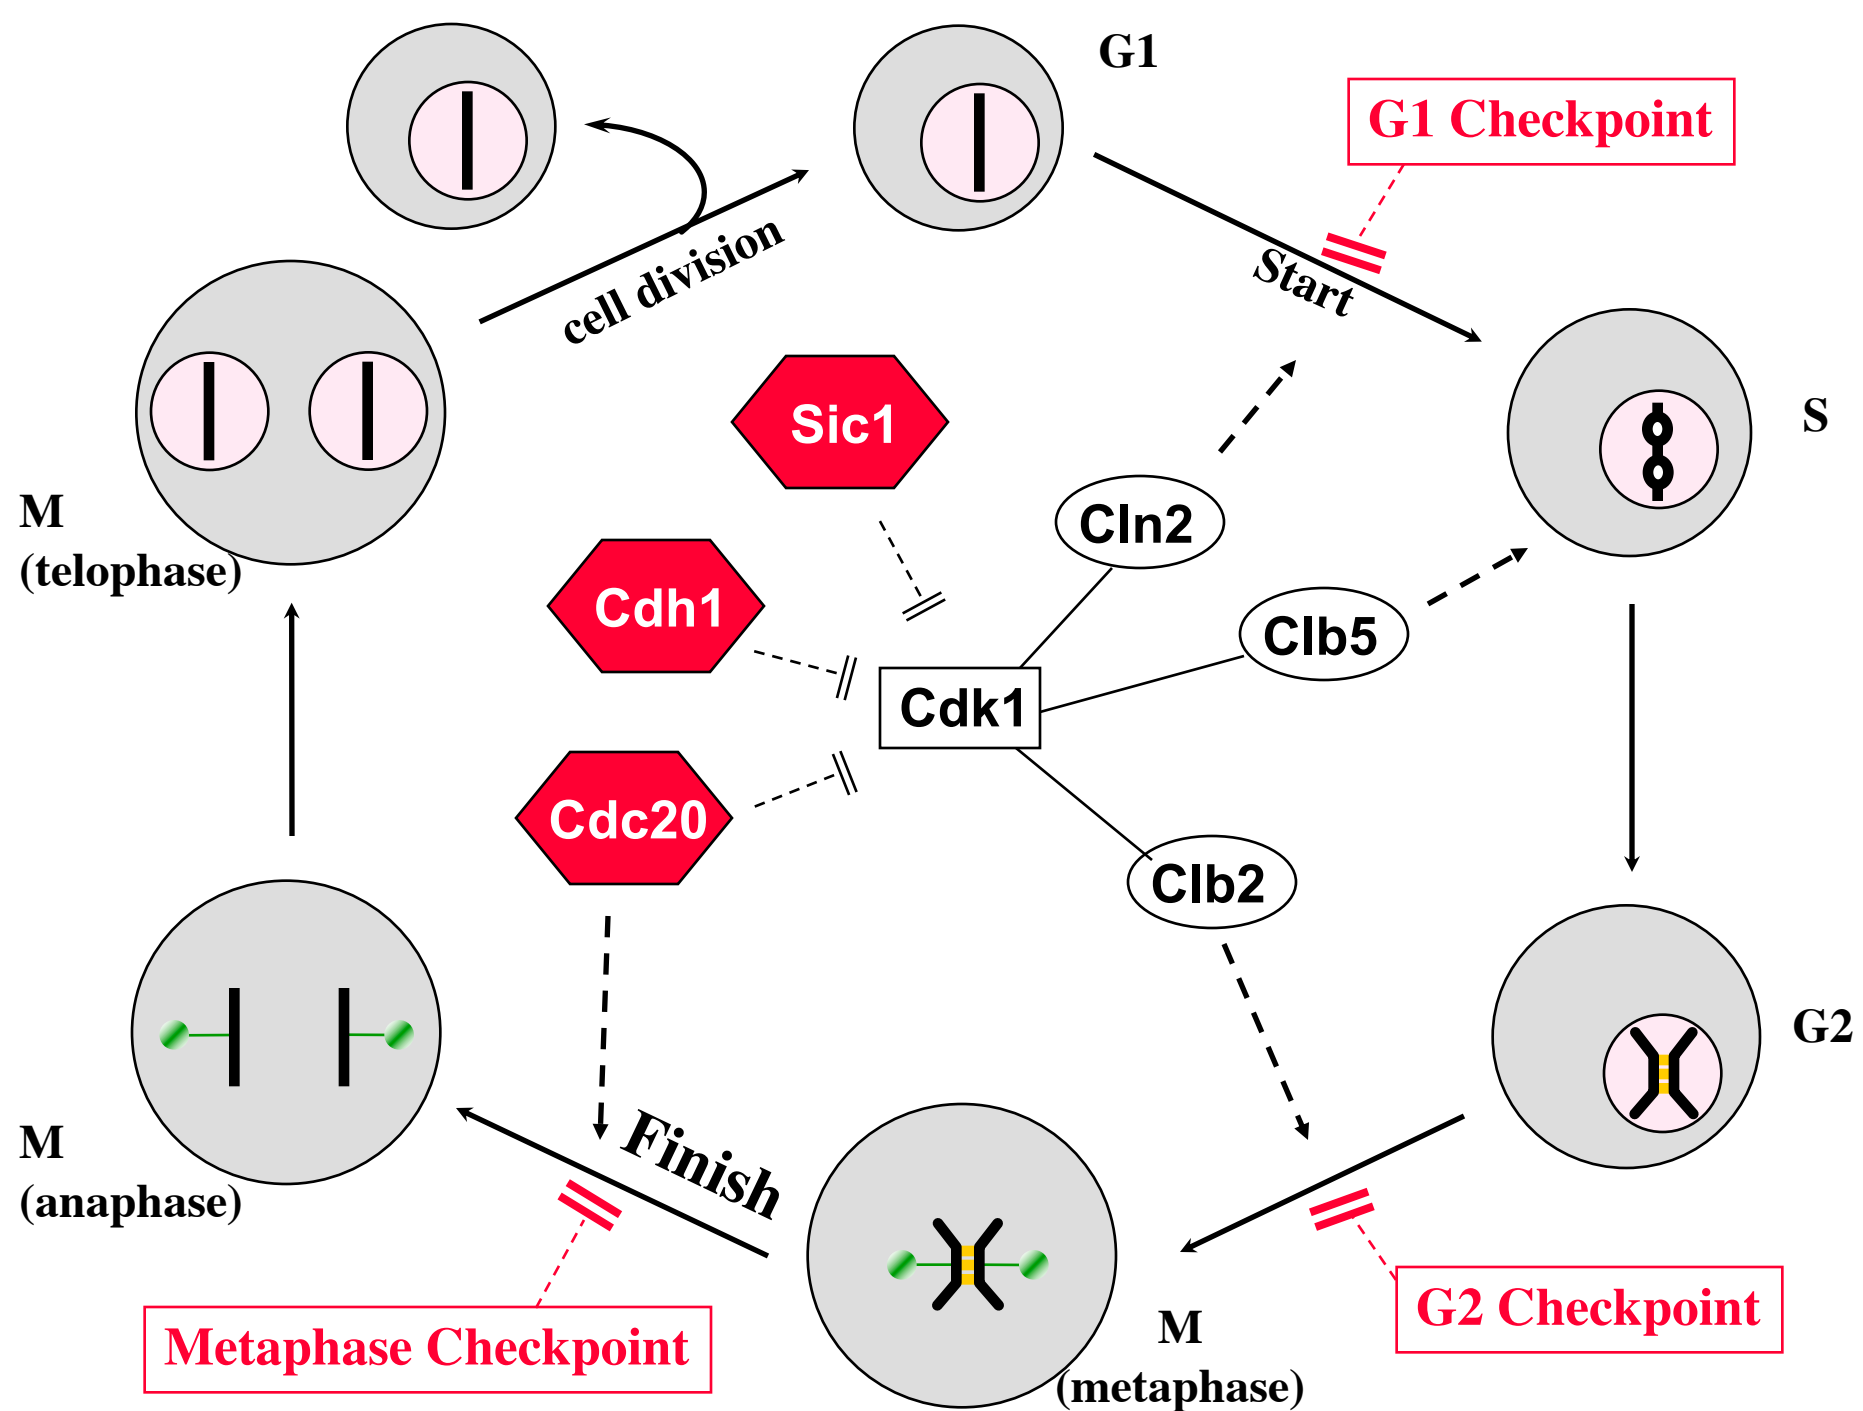 G1
G1 Checkpoint
cell division
Start
Sic1
S
Cln2
M
(telophase)
Cdh1
Clb5
Cdk1
Cdc20
Clb2
G2
M
(anaphase)
Finish
Metaphase Checkpoint
M
(metaphase)
G2 Checkpoint